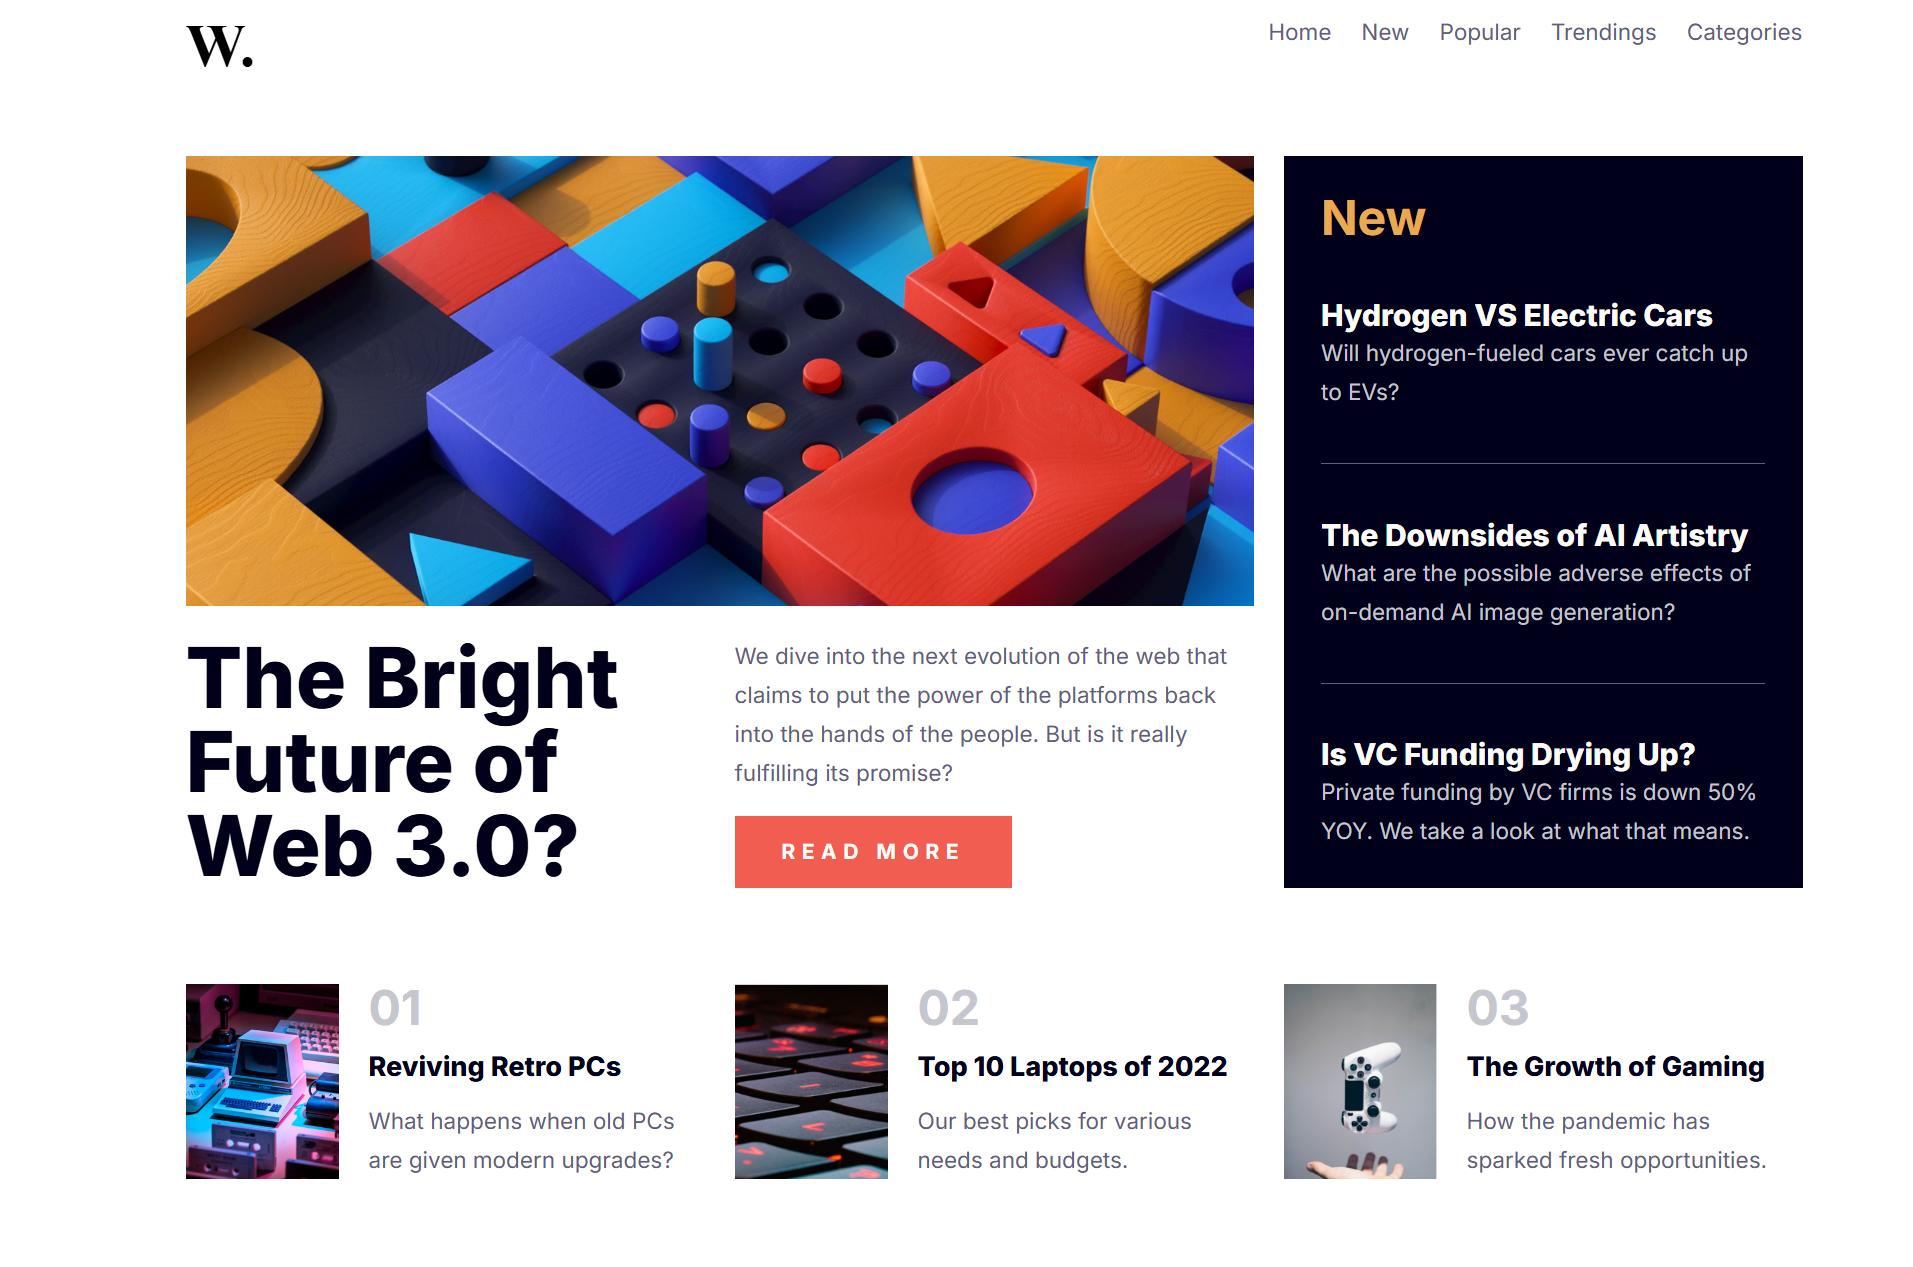 W.
Home New Popular Trendings Categories
New
Hydrogen VS Electric Cars
Will hydrogen-fueled cars ever catch up
to EVs?
The Downsides of AI Artistry
What are the possible adverse effects of
on-demand AI image generation?
Is VC Funding Drying Up?
Private funding by VC firms is down 50%
YOY. We take a look at what that means.
The Bright
Future of
Web 3.0?
We dive into the next evolution of the web that
claims to put the power of the platforms back
into the hands of the people. But is it really
fulfilling its promise?
READ MORE
01
Reviving Retro PCs
What happens when old PCs
are given modern upgrades?
02
Top 10 Laptops of 2022
Our best picks for various
needs and budgets.
03
The Growth of Gaming
How the pandemic has
sparked fresh opportunities.